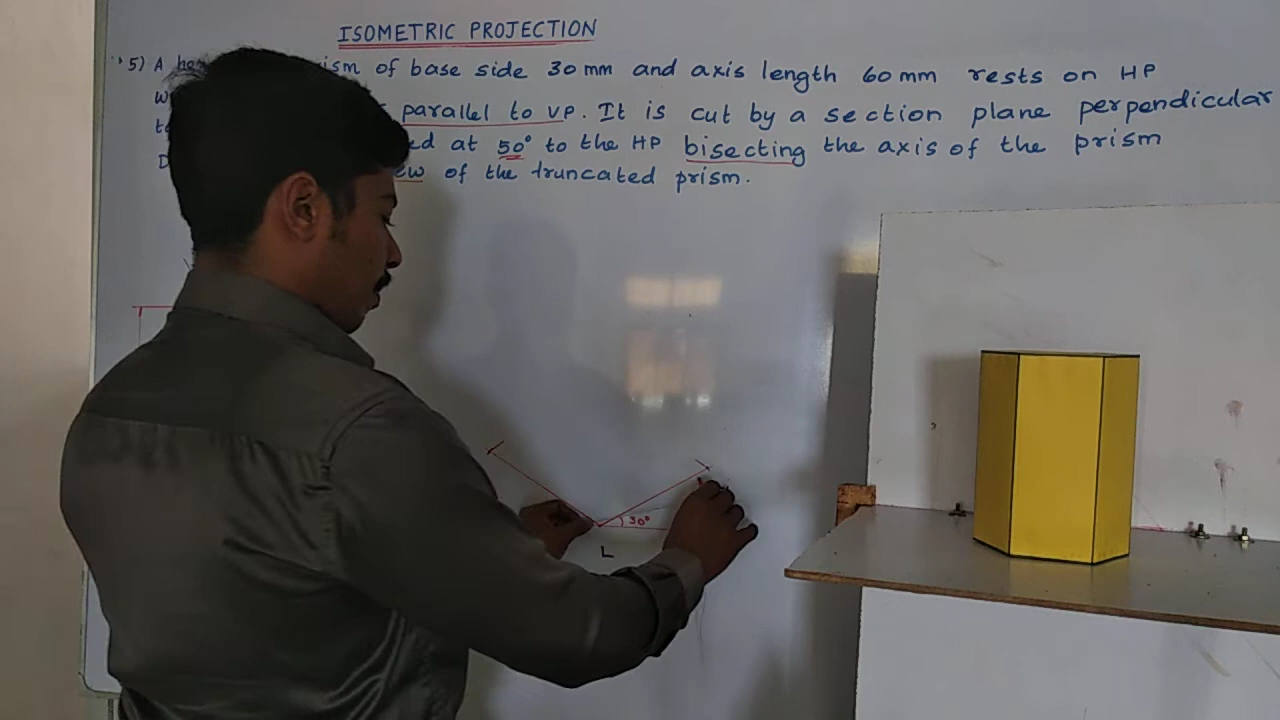 ISOMETRIC PROJECTION
5) A ism of base side 30 mm and axis length 60 mm rests on HP
parallel to VP. It is cut by a section plane perpendicular
ed at 50° to the HP bisecting the axis of the prism
ew of the truncated prism.
30°
L